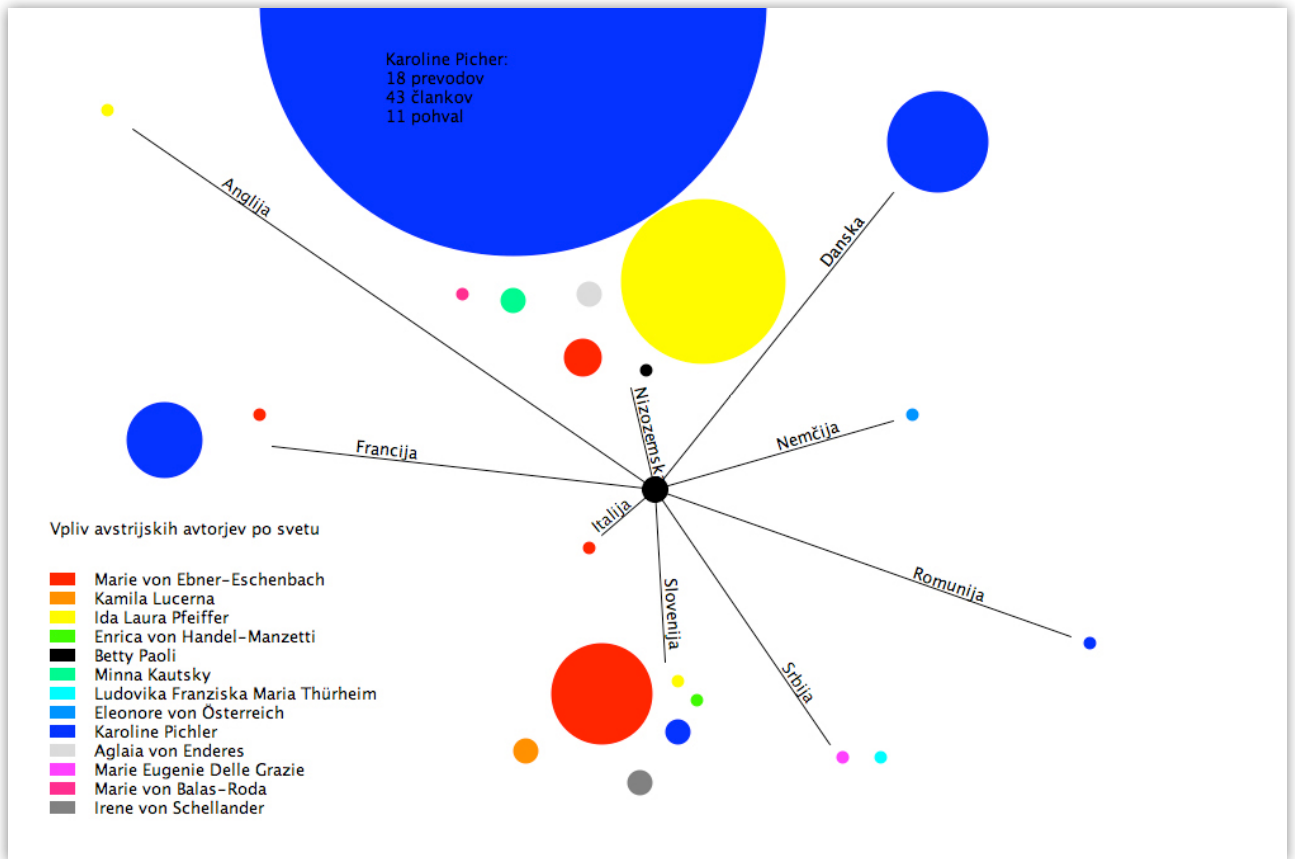 Karoline Picher:
18 prevodov
43 člankov
11 pohval
Anglija
Danska
Nizozemsk
Nemčija
Francija
Italija
Romunija
Slovenija
Srbija
Vpliv avstrijskih avtorjev po svetu
Marie von Ebner-Eschenbach
Kamila Lucerna
Ida Laura Pfeiffer
Enrica von Handel-Manzetti
Betty Paoli
Minna Kautsky
Ludovika Franziska Maria Thürheim
Eleonore von Österreich
Karoline Pichler
Aglaia von Enderes
Marie Eugenie Delle Grazie
Marie von Balas-Roda
Irene von Schellander